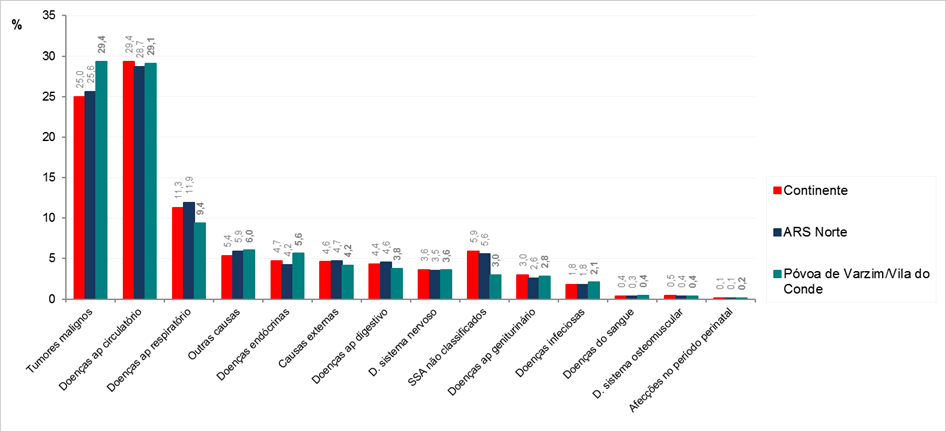 %
35
30
25
20
15
10
5
0
25,0
25,6
29,4
29,4
28,7
29,1
11,3
11,9
9,4
5,4
5,9
6,0
4,7
4,2
5,6
4,6
4,7
4,2
4,4
4,6
3,8
3,6
3,5
3,6
5,9
5,6
3,0
3,0
2,6
2,8
1,8
1,8
2,1
0,4
0,3
0,4
0,5
0,4
0,4
0,1
0,1
0,2
Tumores malignos
Doenças ap circulatório
Doenças ap respiratório
Outras causas
Doenças endócrinas
Causas externas
Doenças ap digestivo
D. sistema nervoso
SSA não classificados
Doenças ap geniturinário
Doenças infeciosas
Doenças do sangue
D. sistema osteomuscular
Afecções no período perinatal
Continente
ARS Norte
Póvoa de Varzim/Vila do
Conde